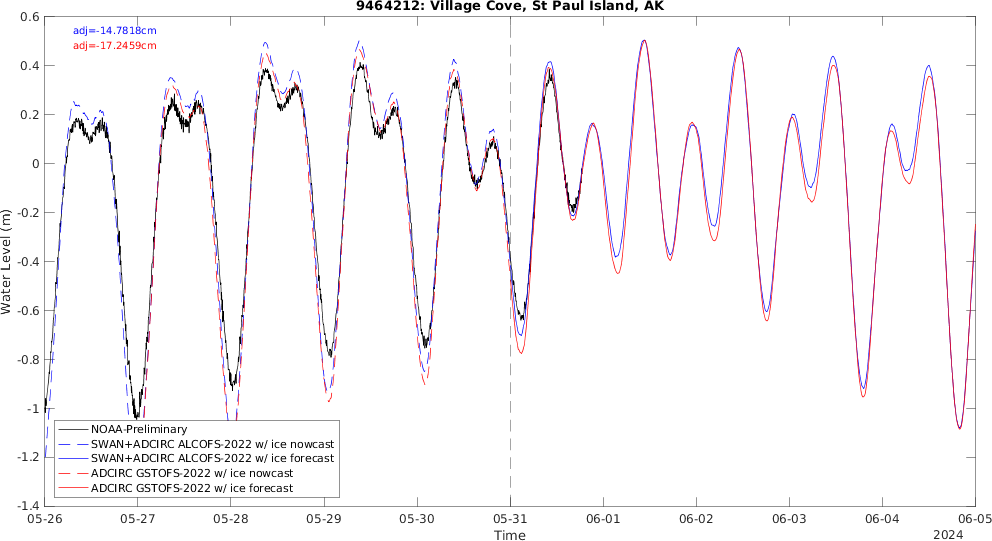 9464212: Village Cove, St Paul Island, AK
adj=-14.7818cm
adj=-17.2459cm
0.6
0.4
0.2
0
-0.2
-0.4
-0.6
-0.8
-1
-1.2
-1.4
Water Level (m)
NOAA-Preliminary
SWAN+ADCIRC ALCOFS-2022 w/ ice nowcast
SWAN+ADCIRC ALCOFS-2022 w/ ice forecast
ADCIRC GSTOFS-2022 w/ ice nowcast
ADCIRC GSTOFS-2022 w/ ice forecast
05-26 05-27 05-28 05-29 05-30 05-31 06-01 06-02 06-03 06-04 06-05
Time
2024